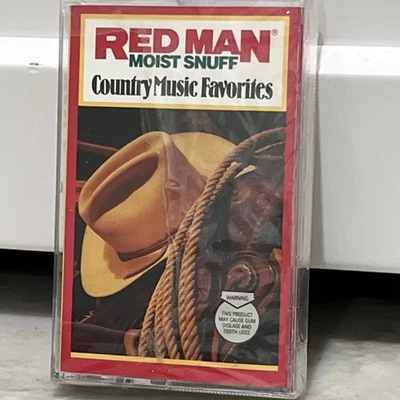 RED MAN®
MOIST SNUFF
Country Music Favorites
WARNING:
THIS PRODUCT
MAY CAUSE GUM
DISEASE AND
TOOTH LOSS